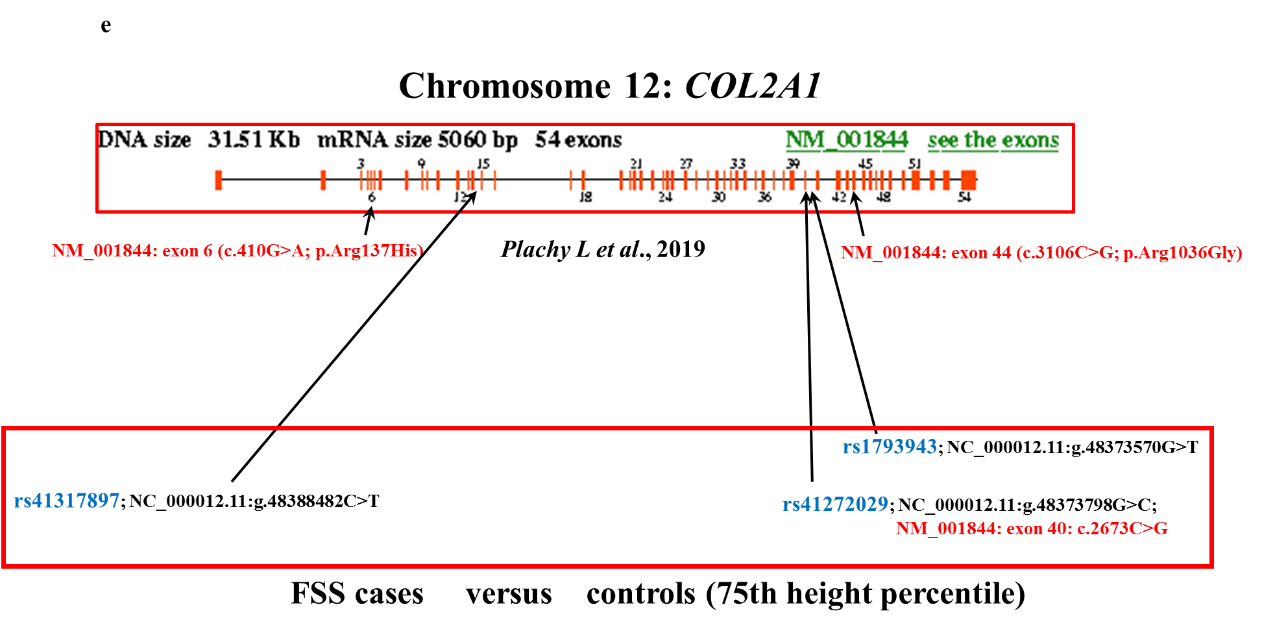 e
Chromosome 12: COL2A1
DNA size 31.51 Kb mRNA size 5060 bp 54 exons NM_001844 see the exons
3 9 15 21 27 33 39 45 51
6 12 18 24 30 36 42 48 54
NM_001844: exon 6 (c.410G>A; p.Arg137His)
Plachy L et al., 2019
NM_001844: exon 44 (c.3106C>G; p.Arg1036Gly)
rs1793943; NC_000012.11:g.48373570G>T
rs41317897; NC_000012.11:g.48388482C>T
rs41272029; NC_000012.11:g.48373798G>C;
NM_001844: exon 40: c.2673C>G
FSS cases versus controls (75th height percentile)